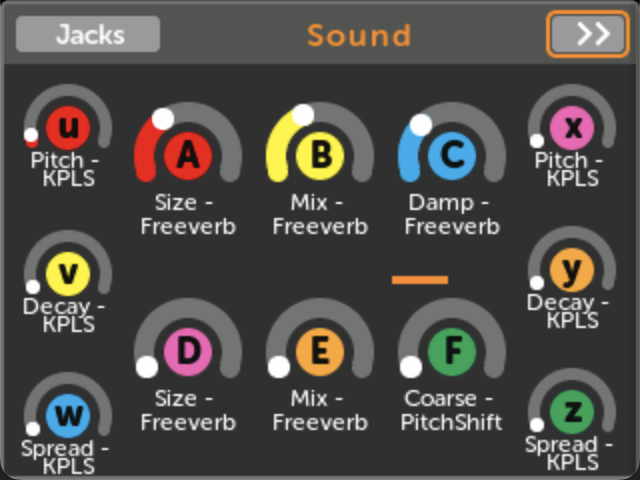 Jacks
Sound
>>
u
Pitch -
KPLS
A
Size -
Freeverb
B
Mix -
Freeverb
C
Damp -
Freeverb
x
Pitch -
KPLS
v
Decay -
KPLS
y
Decay -
KPLS
D
Size -
Freeverb
E
Mix -
Freeverb
F
Coarse -
PitchShift
w
Spread -
KPLS
z
Spread -
KPLS